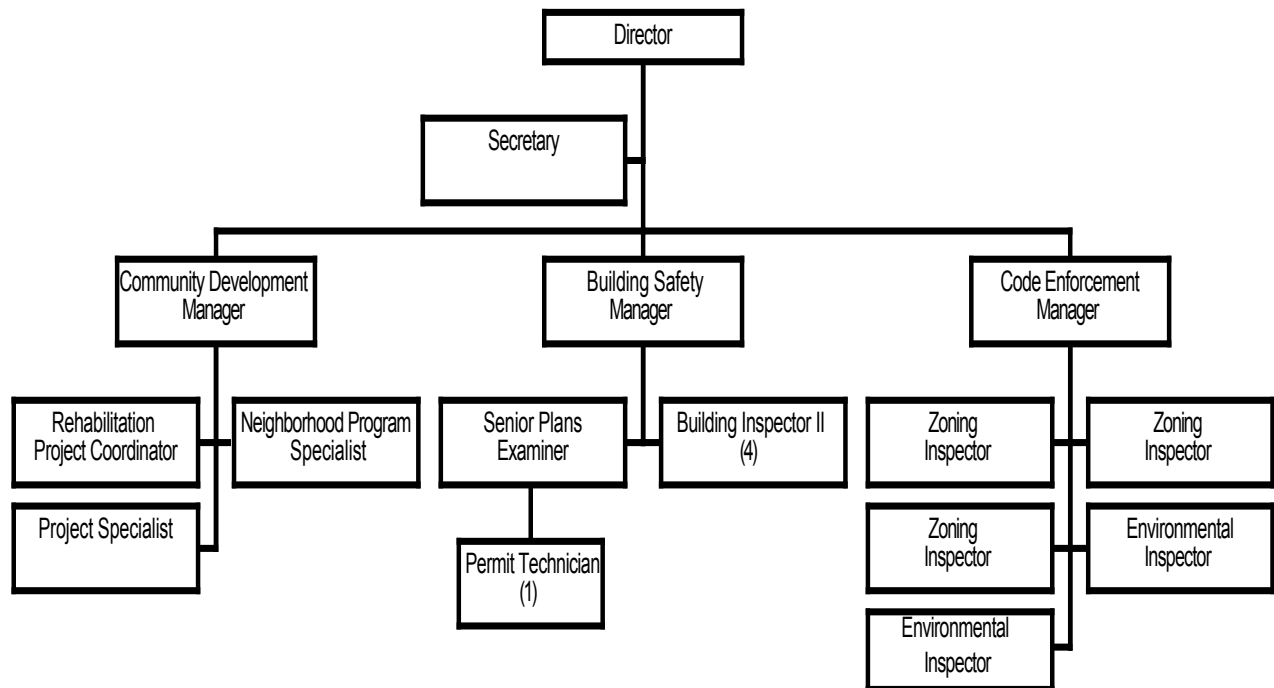 Director
Secretary
Community Development
Manager
Building Safety
Manager
Code Enforcement
Manager
Rehabilitation
Project Coordinator
Neighborhood Program
Specialist
Senior Plans
Examiner
Building Inspector II
(4)
Zoning
Inspector
Zoning
Inspector
Project Specialist
Permit Technician
(1)
Zoning
Inspector
Environmental
Inspector
Environmental
Inspector